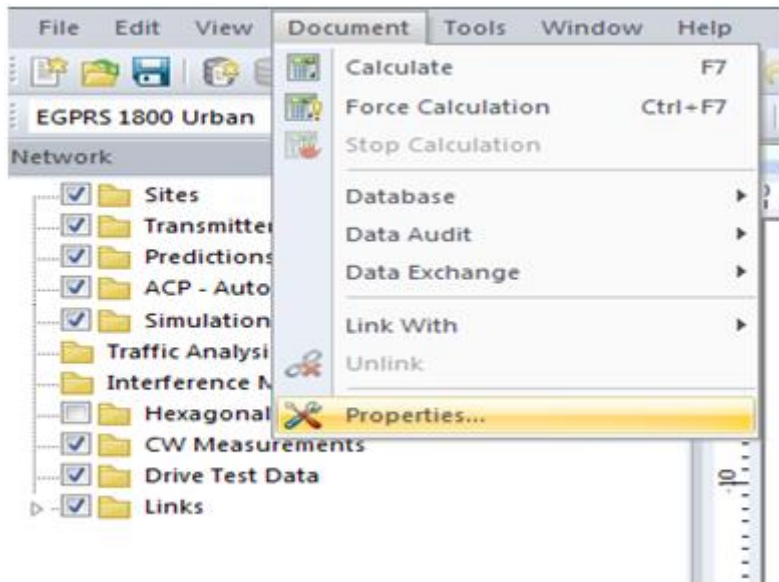 File Edit View Document Tools Window Help
EGPRS 1800 Urban
Network
Sites
Transmitter
Predictions
ACP - Auto
Simulation
Traffic Analysi
Interference M
Hexagonal
CW Measurements
Drive Test Data
Links
Calculate F7
Force Calculation Ctrl+F7
Stop Calculation
Database
Data Audit
Data Exchange
Link With
Unlink
Properties...
-10